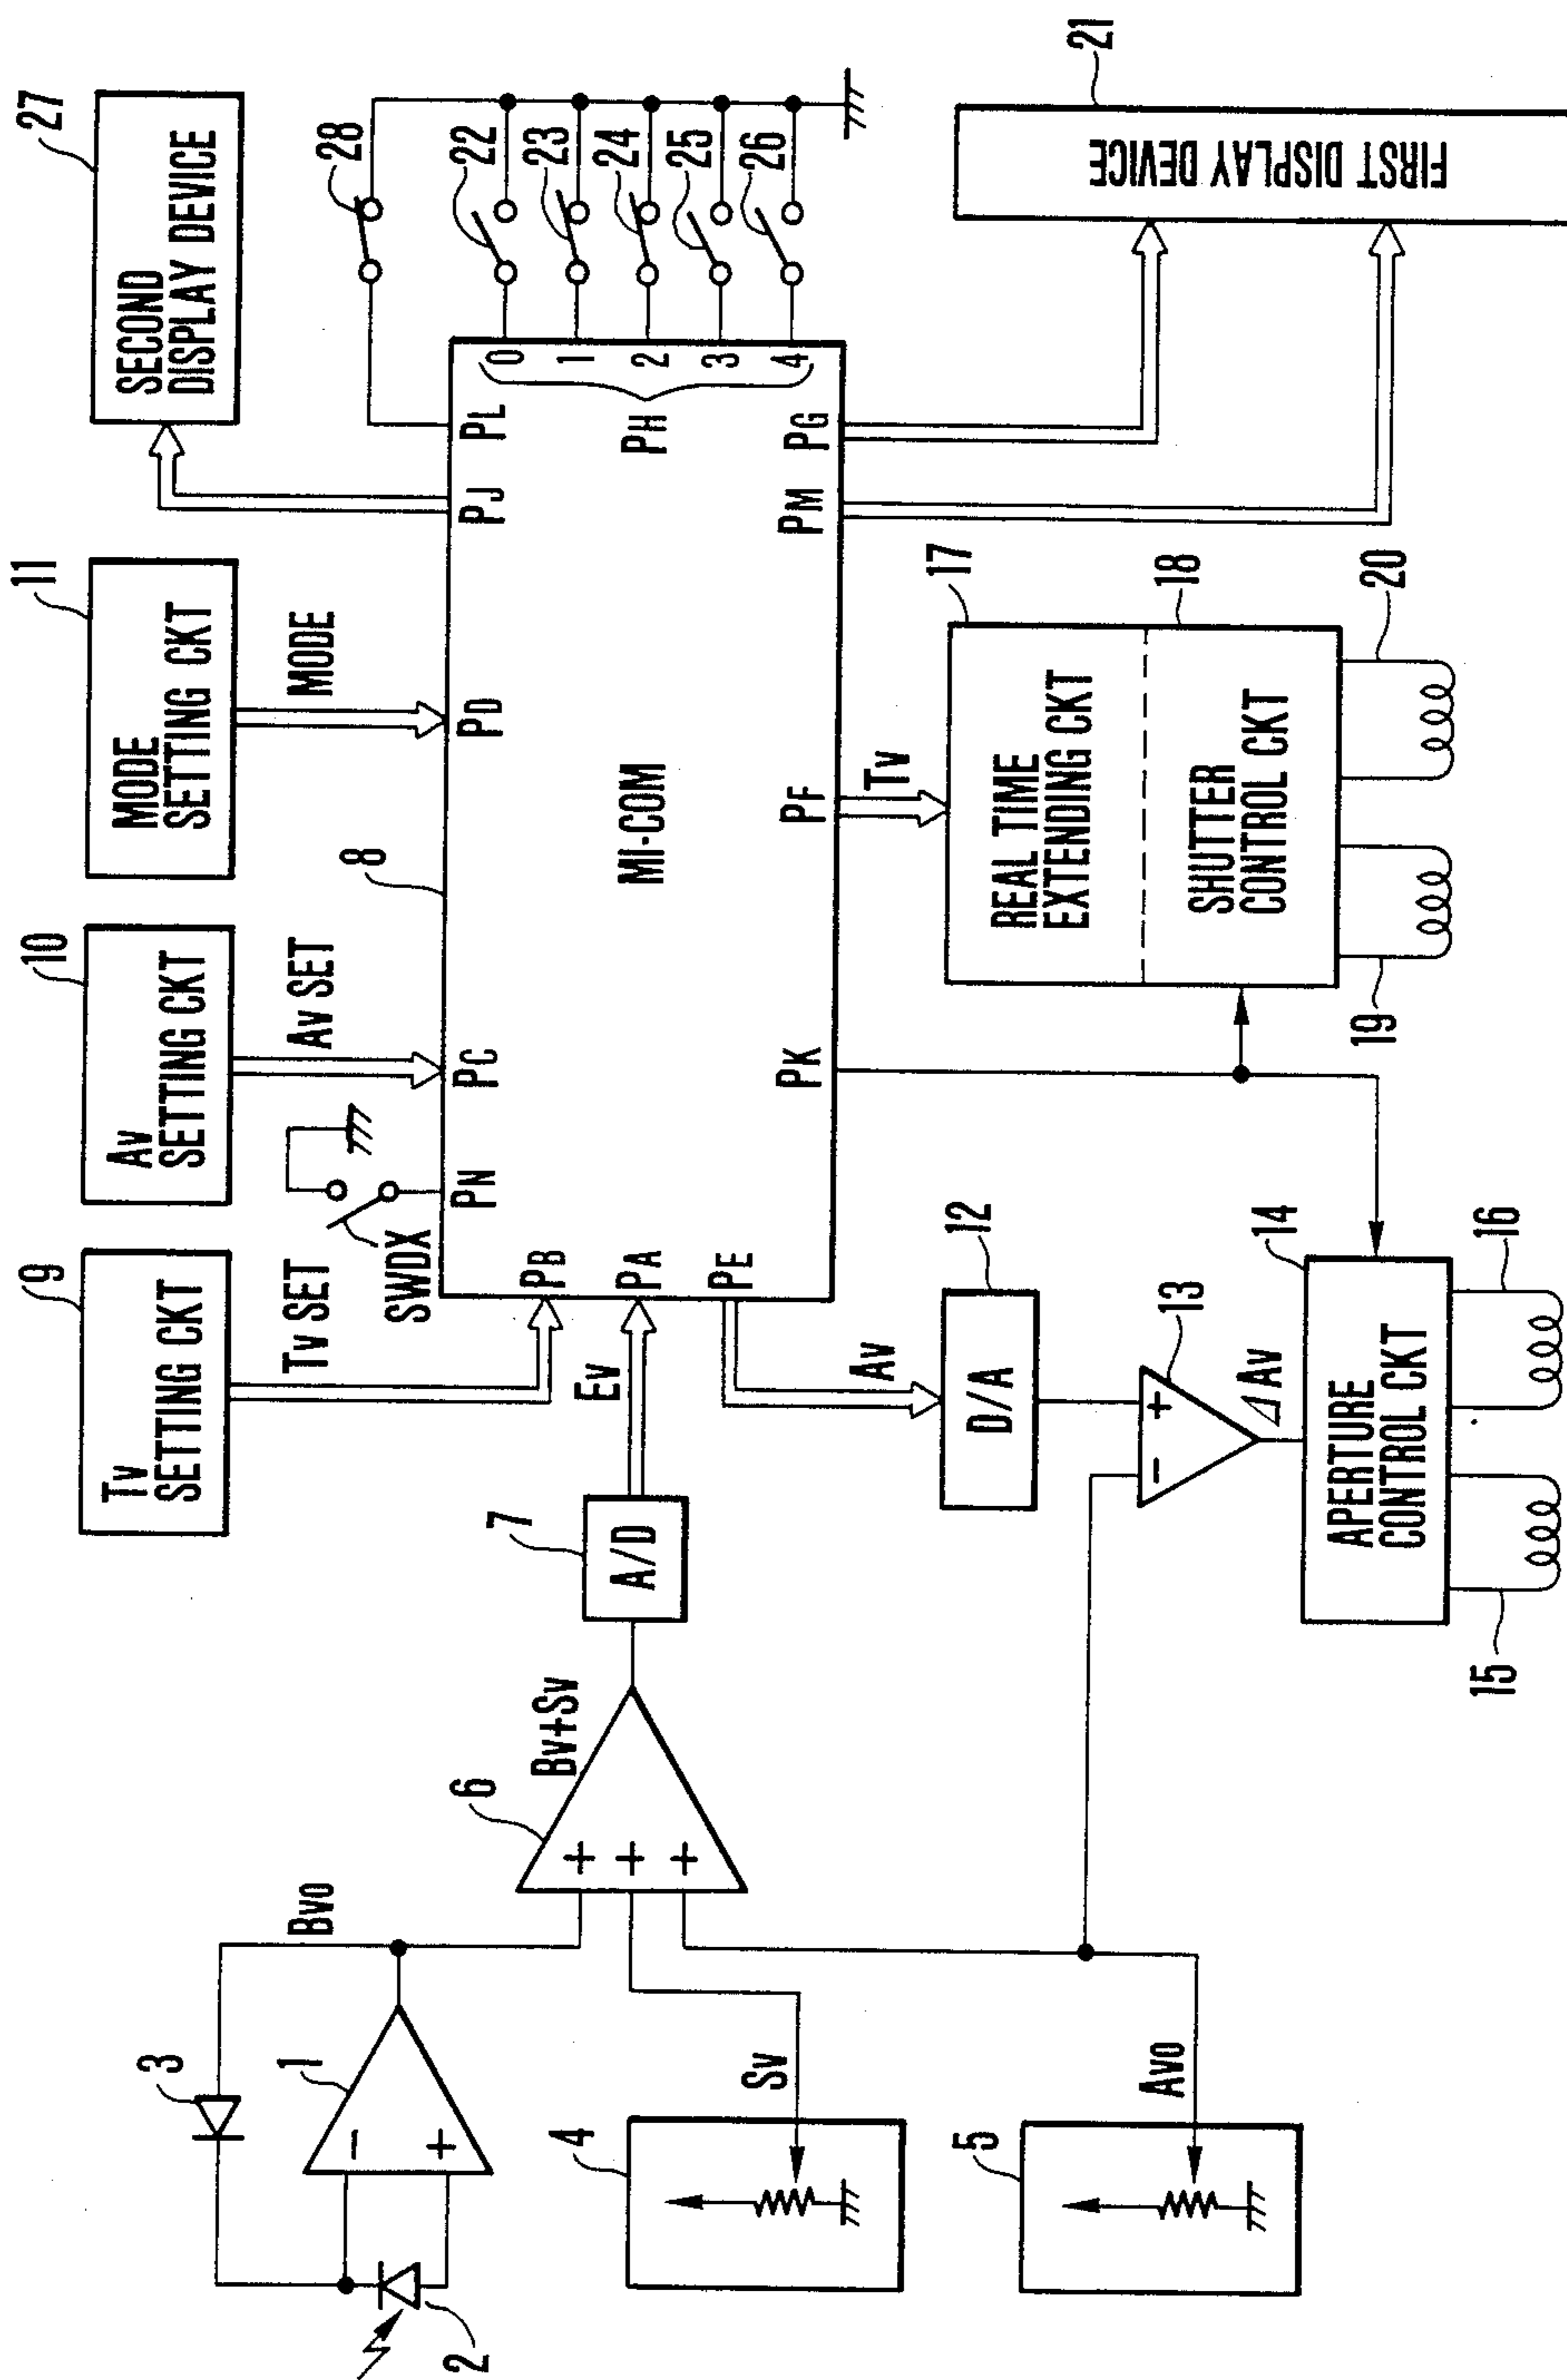 27
SECOND
DISPLAY DEVICE
11
MODE
SETTING CKT
10
Av
SETTING CKT
9
Tv
SETTING CKT
MODE
Av SET
Tv SET
SWDX
8
28
22
23
24
25
26
21
FIRST DISPLAY DEVICE
PN
PC
PD
PJ
PL
PB
PA
PE
MI-COM
PH
0
1
2
3
4
PK
PF
PM
PG
3
1
−
+
2
Bvo
6
+
+
+
Bv+Sv
7
A/D
Ev
4
Sv
5
Avo
Av
12
D/A
13
−
+
⊿Av
14
APERTURE
CONTROL CKT
15
16
Tv
17
REAL TIME
EXTENDING CKT
18
SHUTTER
CONTROL CKT
19
20